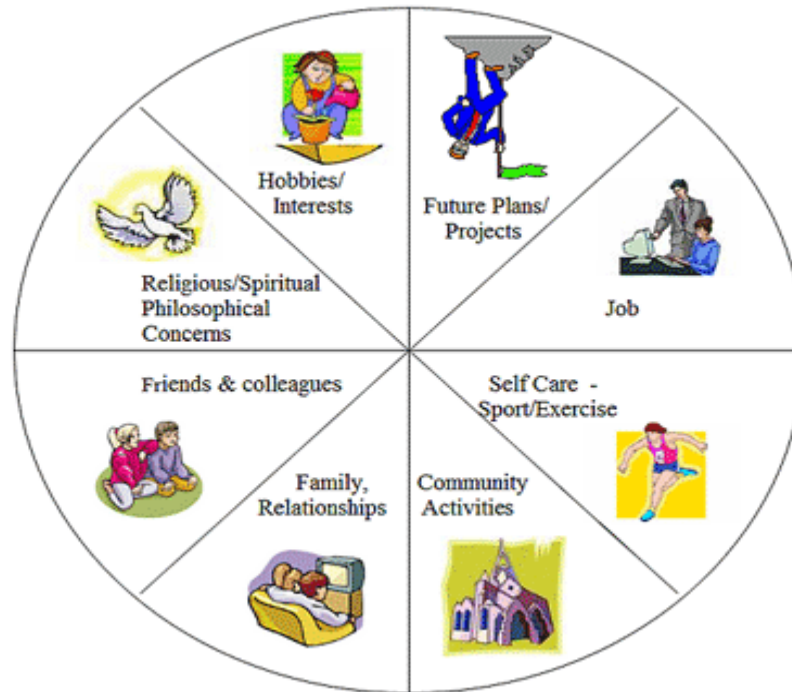 Hobbies/
Interests
Future Plans/
Projects
Religious/Spiritual
Philosophical
Concerns
Job
Friends & colleagues
Self Care -
Sport/Exercise
Family,
Relationships
Community
Activities